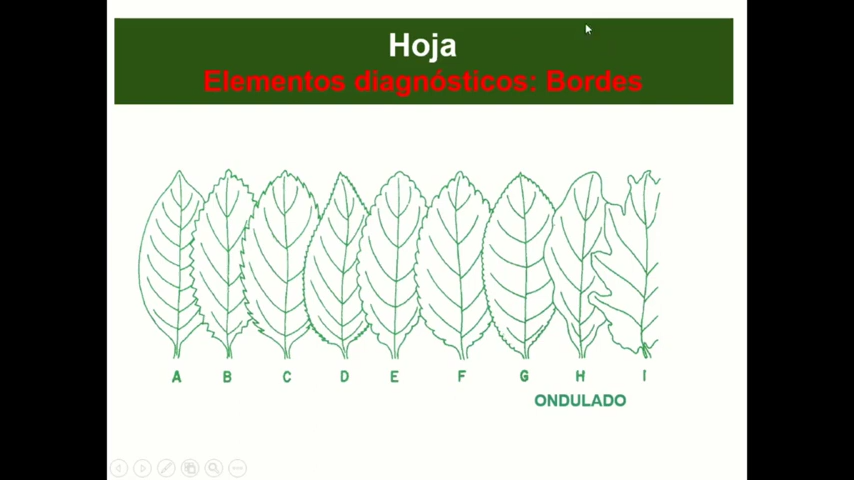 Hoja
Elementos diagnósticos: Bordes
A B C D E F G H I
ONDULADO